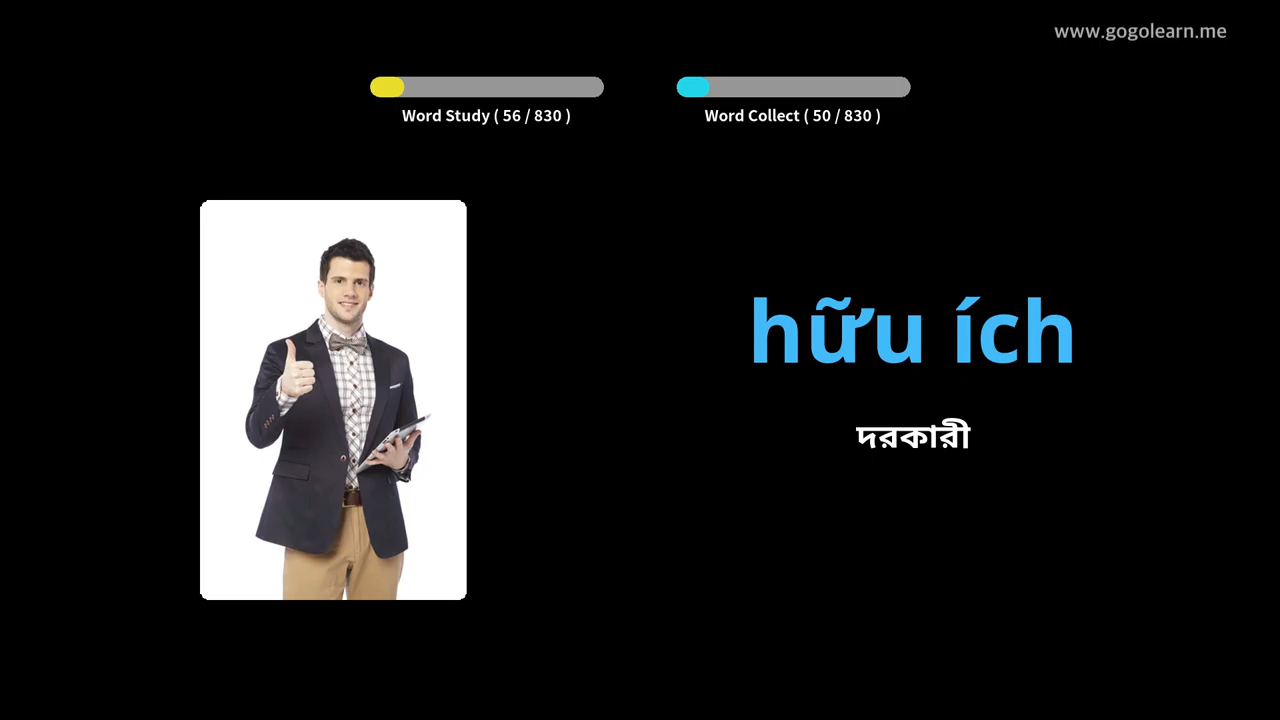 www.gogolearn.me
Word Study ( 56 / 830 )
Word Collect ( 50 / 830 )
hữu ích
দরকারী